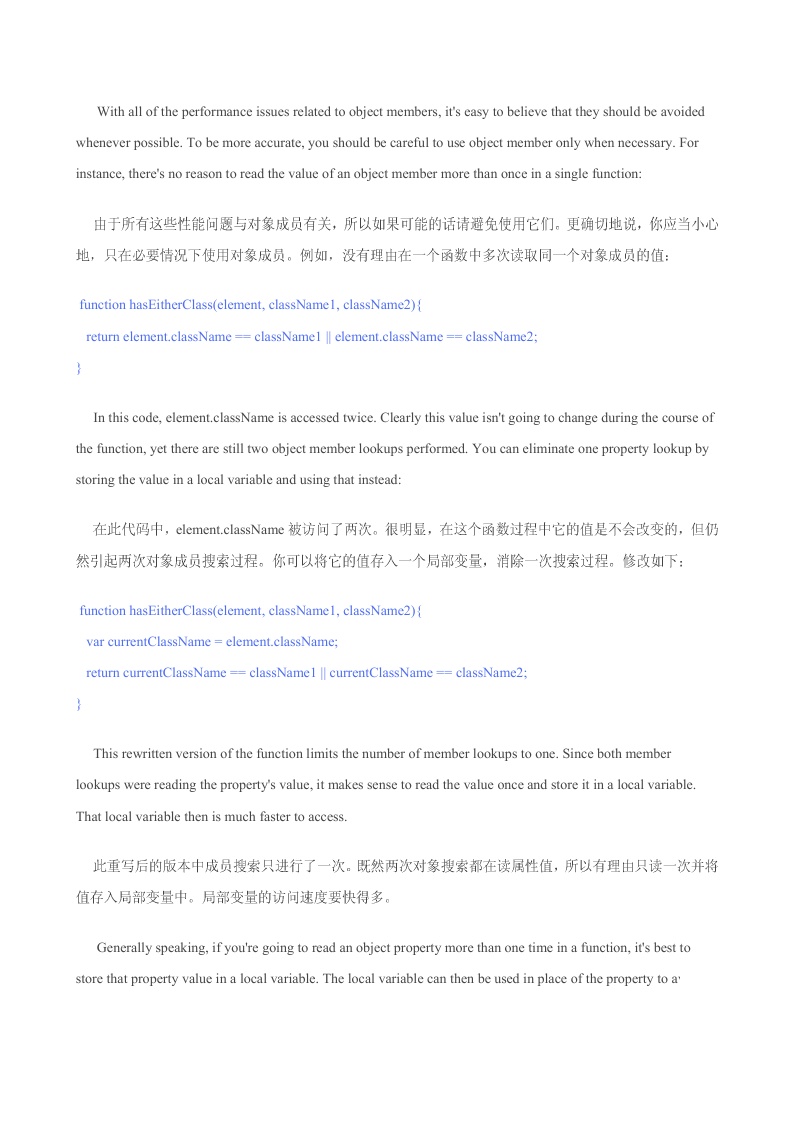 With all of the performance issues related to object members, it's easy to believe that they should be avoided
whenever possible. To be more accurate, you should be careful to use object member only when necessary. For
instance, there's no reason to read the value of an object member more than once in a single function:
由于所有这些性能问题与对象成员有关，所以如果可能的话请避免使用它们。更确切地说，你应当小心
地，只在必要情况下使用对象成员。例如，没有理由在一个函数中多次读取同一个对象成员的值：
function hasEitherClass(element, className1, className2){
return element.className == className1 || element.className == className2;
}
In this code, element.className is accessed twice. Clearly this value isn't going to change during the course of
the function, yet there are still two object member lookups performed. You can eliminate one property lookup by
storing the value in a local variable and using that instead:
在此代码中，element.className 被访问了两次。很明显，在这个函数过程中它的值是不会改变的，但仍
然引起两次对象成员搜索过程。你可以将它的值存入一个局部变量，消除一次搜索过程。修改如下：
function hasEitherClass(element, className1, className2){
var currentClassName = element.className;
return currentClassName == className1 || currentClassName == className2;
}
This rewritten version of the function limits the number of member lookups to one. Since both member
lookups were reading the property's value, it makes sense to read the value once and store it in a local variable.
That local variable then is much faster to access.
此重写后的版本中成员搜索只进行了一次。既然两次对象搜索都在读属性值，所以有理由只读一次并将
值存入局部变量中。局部变量的访问速度要快得多。
Generally speaking, if you're going to read an object property more than one time in a function, it's best to
store that property value in a local variable. The local variable can then be used in place of the property to